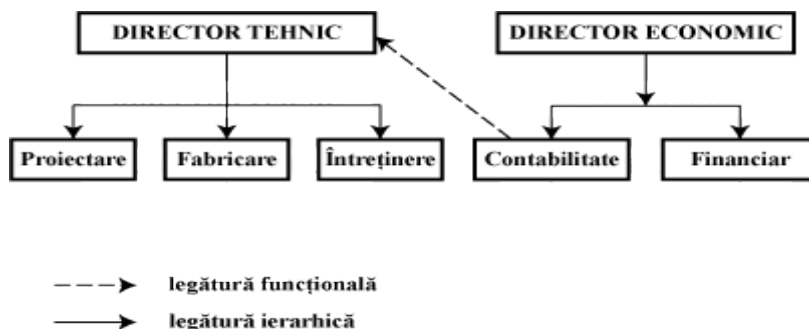 DIRECTOR TEHNIC
DIRECTOR ECONOMIC
Proiectare
Fabricare
Întreținere
Contabilitate
Financiar
legătură funcțională
legătură ierarhică